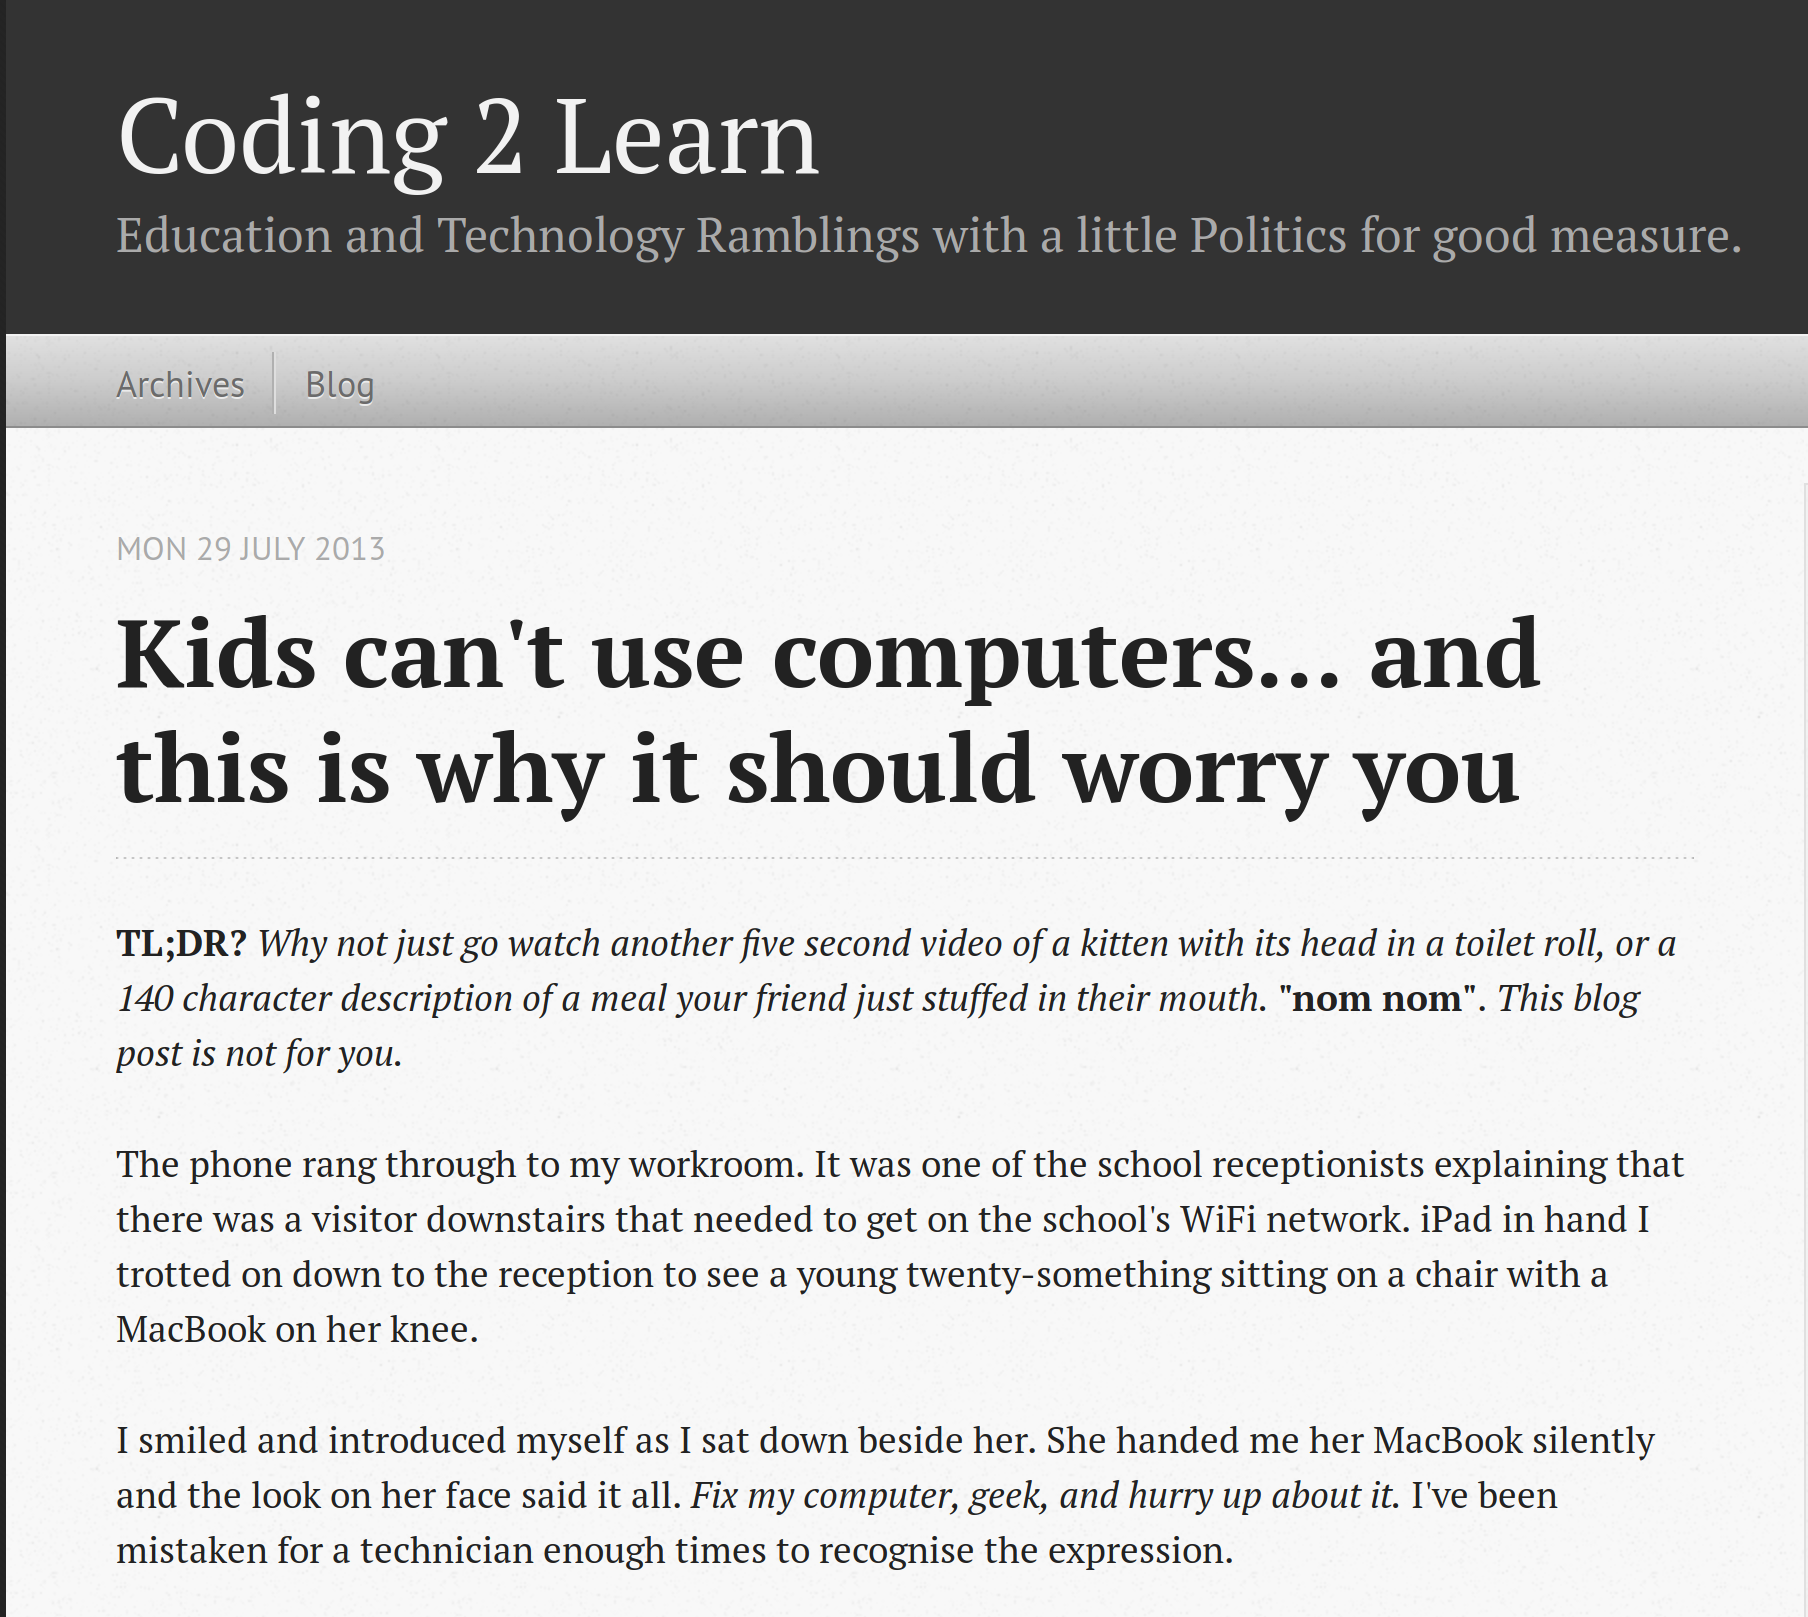 Coding 2 Learn
Education and Technology Ramblings with a little Politics for good measure.
Archives
Blog
MON 29 JULY 2013
Kids can't use computers... and
this is why it should worry you
TL;DR? Why not just go watch another five second video of a kitten with its head in a toilet roll, or a
140 character description of a meal your friend just stuffed in their mouth. "nom nom". This blog
post is not for you.
The phone rang through to my workroom. It was one of the school receptionists explaining that
there was a visitor downstairs that needed to get on the school's WiFi network. iPad in hand I
trotted on down to the reception to see a young twenty-something sitting on a chair with a
MacBook on her knee.
I smiled and introduced myself as I sat down beside her. She handed me her MacBook silently
and the look on her face said it all. Fix my computer, geek, and hurry up about it. I've been
mistaken for a technician enough times to recognise the expression.